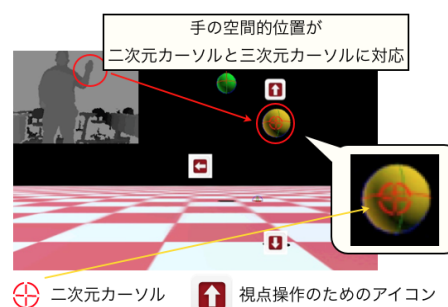 手の空間的位置が
二次元カーソルと三次元カーソルに対応
二次元カーソル
視点操作のためのアイコン